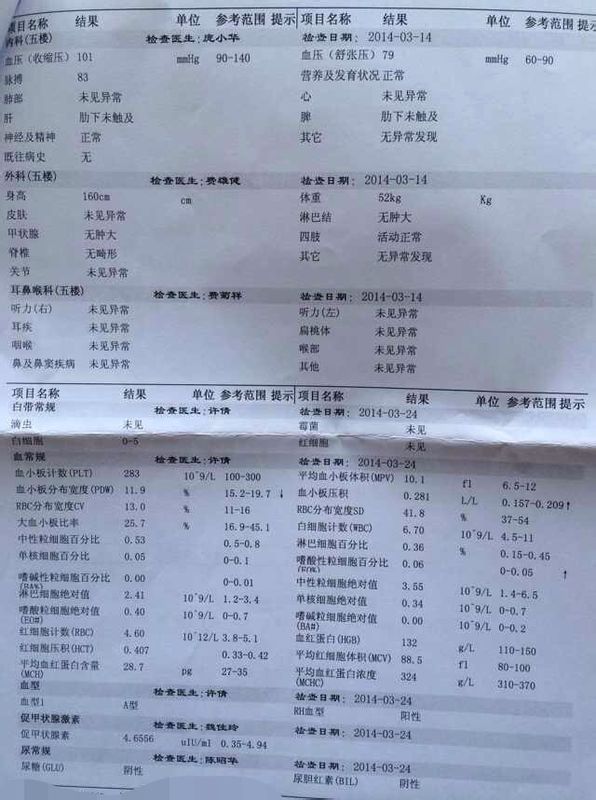 项目名称 结果 单位 参考范围 提示 项目名称 结果 单位 参考范围 提示
内科(五楼) 检查医生:庞小华 检查日期: 2014-03-14
血压(收缩压) 101 mmHg 90-140 血压(舒张压) 79 mmHg 60-90
脉搏 83 营养及发育状况 正常
肺部 未见异常 心 未见异常
肝 肋下未触及 脾 肋下未触及
神经及精神 正常 其它 无异常发现
既往病史 无
外科(五楼) 检查医生:费雄健 检查日期: 2014-03-14
身高 160cm cm 体重 52kg Kg
皮肤 未见异常 淋巴结 无肿大
甲状腺 无肿大 四肢 活动正常
脊椎 无畸形 其它 无异常发现
关节 未见异常
耳鼻喉科(五楼) 检查医生:费菊祥 检查日期: 2014-03-14
听力(右) 未见异常 听力(左) 未见异常
耳疾 未见异常 扁桃体 未见异常
咽喉 未见异常 喉部 未见异常
鼻及鼻窦疾病 未见异常 其他 未见异常
项目名称 结果 单位 参考范围 提示 项目名称 结果 单位 参考范围 提示
白带常规 检查医生:许倩 检查日期: 2014-03-24
滴虫 未见 霉菌 未见
白细胞 0-5 红细胞 未见
血常规 检查医生:许倩 检查日期: 2014-03-24
血小板计数(PLT) 283 10^9/L 100-300 平均血小板体积(MPV) 10.1 fl 6.5-12
血小板分布宽度(PDW) 11.9 % 15.2-19.7 ↓ 血小板压积 0.281 L/L 0.157-0.209 ↑
RBC分布宽度CV 13.0 % 11-16 RBC分布宽度SD 41.8 % 37-54
大血小板比率 25.7 % 16.9-45.1 白细胞计数(WBC) 6.70 10^9/L 4.5-11
中性粒细胞百分比 0.53 0.5-0.8 淋巴细胞百分比 0.36 % 0.15-0.45
单核细胞百分比 0.05 0-0.1 嗜酸性粒细胞百分比 0.06 0-0.05 ↑
嗜碱性粒细胞百分比 0.00 0-0.01 中性粒细胞绝对值 3.55 10^9/L 1.4-6.5
淋巴细胞绝对值 2.41 10^9/L 1.2-3.4 单核细胞绝对值 0.34 10^9/L 0-0.7
嗜酸粒细胞绝对值(EO#) 0.40 10^9/L 0-0.7 嗜碱粒细胞绝对值(BA#) 0.00 10^9/L 0-0.2
红细胞计数(RBC) 4.60 10^12/L 3.8-5.1 血红蛋白(HGB) 132 g/L 110-150
红细胞压积(HCT) 0.407 0.33-0.42 平均红细胞体积(MCV) 88.5 fl 80-100
平均血红蛋白含量(MCH) 28.7 pg 27-35 平均血红蛋白浓度(MCHC) 324 g/L 310-370
血型 检查医生:许倩 检查日期: 2014-03-24
血型1 A型 RH血型 阳性
促甲状腺激素 检查医生:魏佳玲 检查日期: 2014-03-24
促甲状腺素 4.6556 uIU/ml 0.35-4.94
尿常规 检查医生:陈昭华 检查日期: 2014-03-24
尿糖(GLU) 阴性 尿胆红素(BIL) 阴性